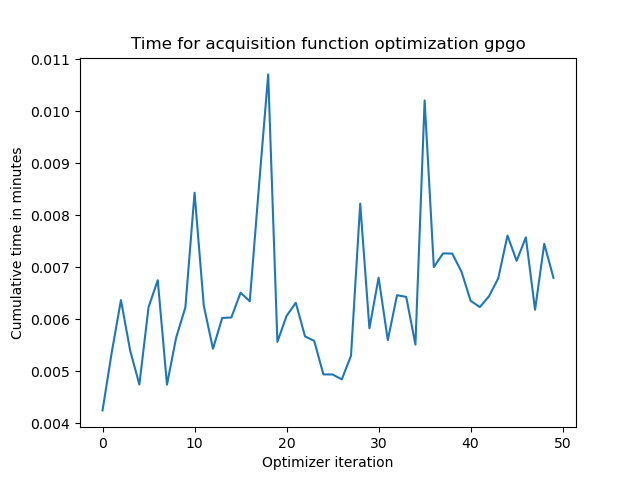 Time for acquisition function optimization gpgo
Cumulative time in minutes
0.011
0.010
0.009
0.008
0.007
0.006
0.005
0.004
0 10 20 30 40 50
Optimizer iteration